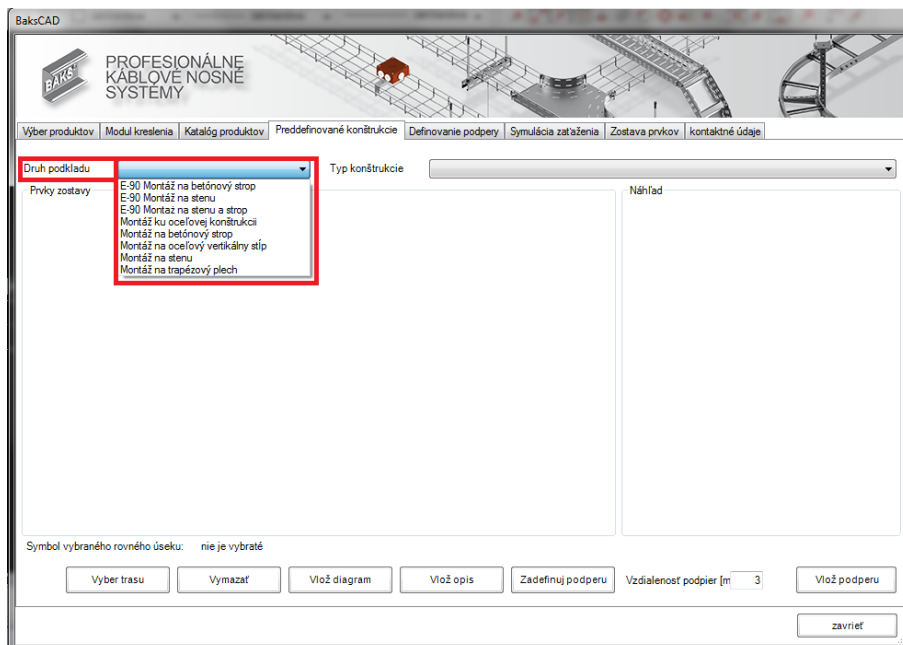 BaksCAD
BAKS
PROFESIONÁLNE
KÁBLOVÉ NOSNÉ
SYSTÉMY
Výber produktov Modul kreslenia Katalóg produktov Preddefinované konštrukcie Definovanie podpery Symulácia zaťaženia Zostava prvkov kontaktné údaje
Druh podkladu Typ konštrukcie
Prvky zostavy Náhľad
E-90 Montáž na betónový strop
E-90 Montáž na stenu
E-90 Montaż na stenu a strop
Montáž ku oceľovej konštrukcii
Montáž na betónový strop
Montáž na oceľový vertikálny stĺp
Montáž na stenu
Montáž na trapézový plech
Symbol vybraného rovného úseku: nie je vybraté
Vyber trasu Vymazať Vlož diagram Vlož opis Zadefinuj podperu Vzdialenosť podpier [m 3 Vlož podperu
zavrieť